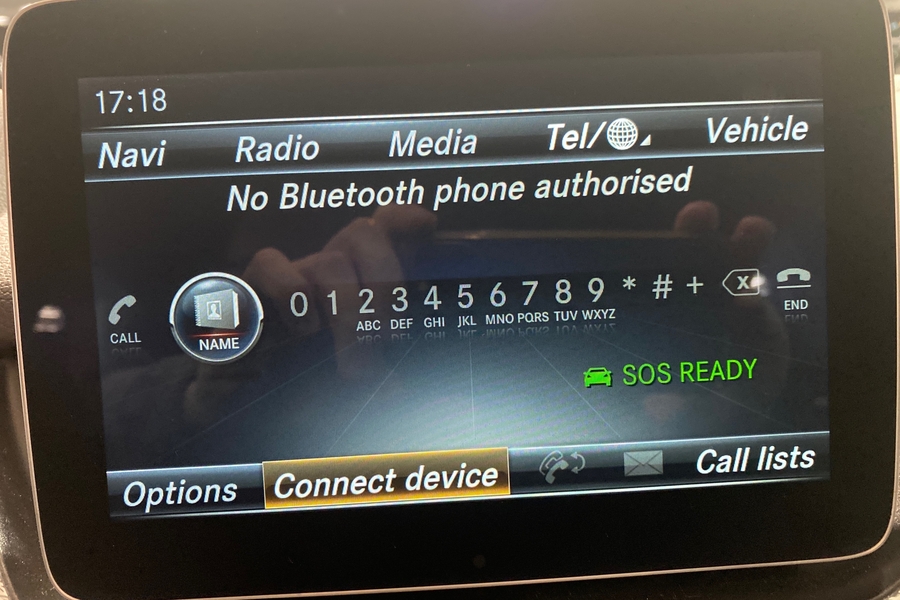 17:18
Navi Radio Media Tel/ Vehicle
No Bluetooth phone authorised
CALL NAME 0 1 2 ABC 3 DEF 4 GHI 5 JKL 6 MNO 7 PQRS 8 TUV 9 WXYZ * # + X END
SOS READY
Options Connect device Call lists